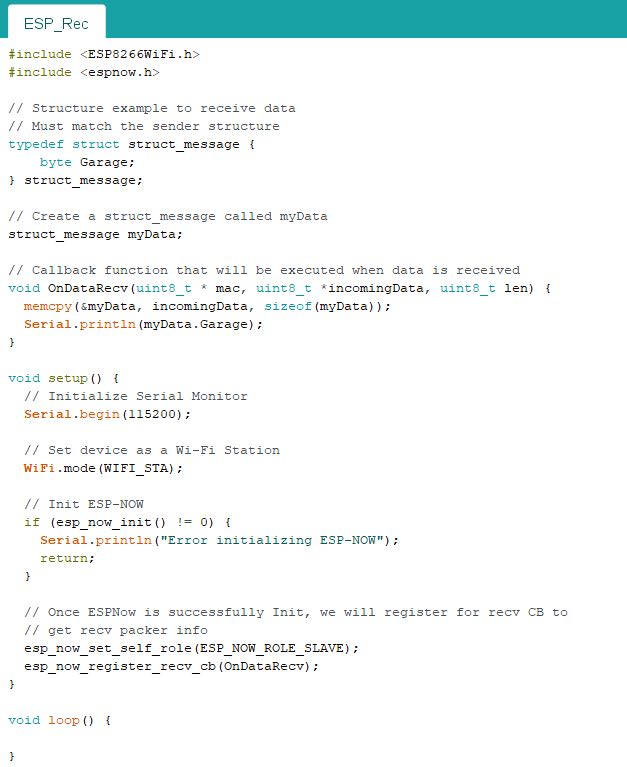 ESP_Rec
#include <ESP8266WiFi.h>
#include <espnow.h>
// Structure example to receive data
// Must match the sender structure
typedef struct struct_message {
byte Garage;
} struct_message;
// Create a struct_message called myData
struct_message myData;
// Callback function that will be executed when data is received
void OnDataRecv(uint8_t * mac, uint8_t *incomingData, uint8_t len) {
memcpy(&myData, incomingData, sizeof(myData));
Serial.println(myData.Garage);
}
void setup() {
// Initialize Serial Monitor
Serial.begin(115200);
// Set device as a Wi-Fi Station
WiFi.mode(WIFI_STA);
// Init ESP-NOW
if (esp_now_init() != 0) {
Serial.println("Error initializing ESP-NOW");
return;
}
// Once ESPNow is successfully Init, we will register for recv CB to
// get recv packer info
esp_now_set_self_role(ESP_NOW_ROLE_SLAVE);
esp_now_register_recv_cb(OnDataRecv);
}
void loop() {
}